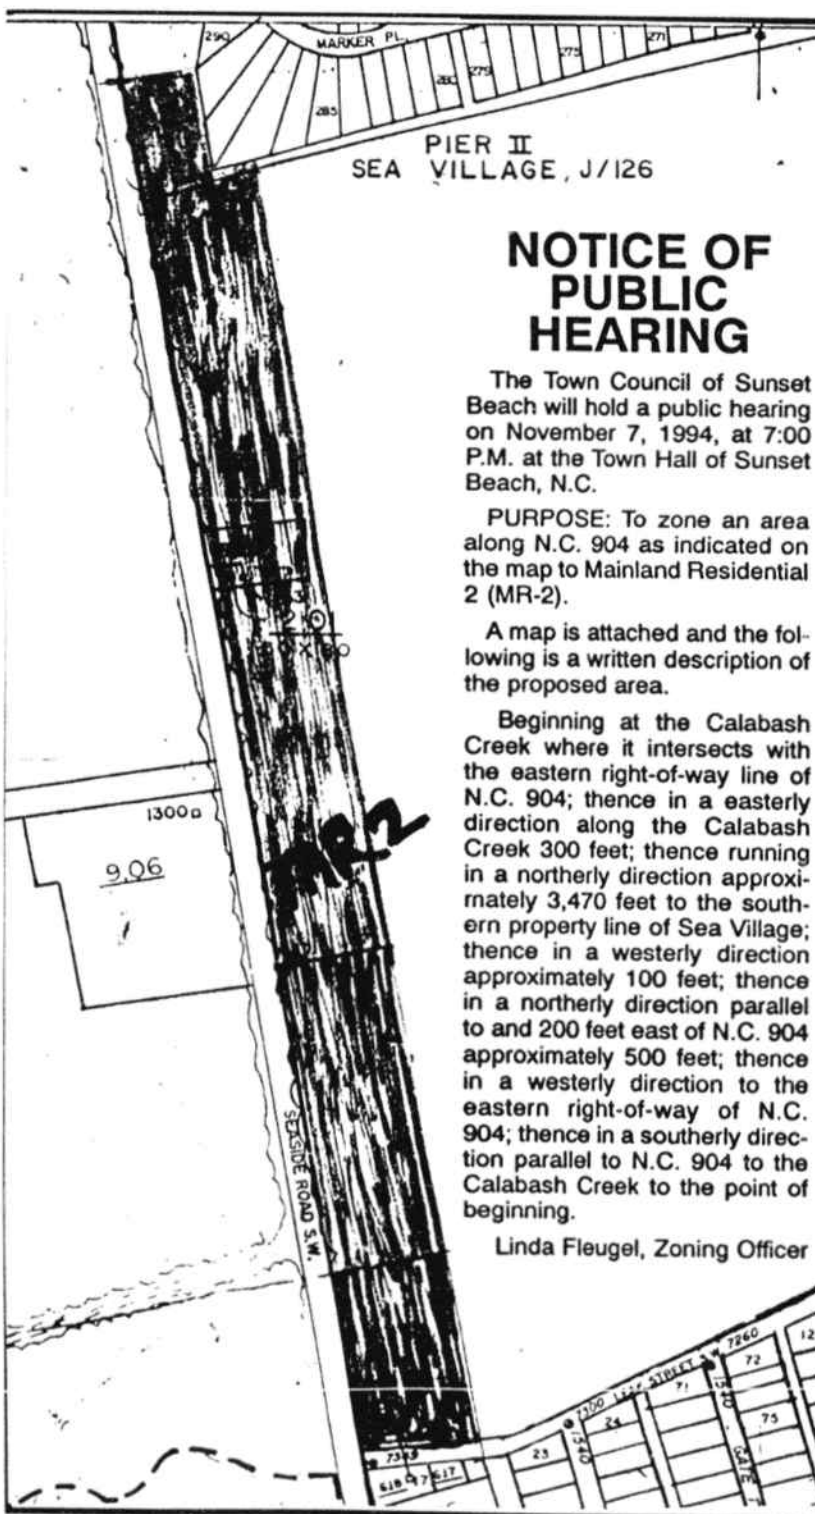 290
MARKER PL.
285
280
279
275
271
PIER II
SEA VILLAGE, J/126
NOTICE OF
PUBLIC
HEARING
The Town Council of Sunset
Beach will hold a public hearing
on November 7, 1994, at 7:00
P.M. at the Town Hall of Sunset
Beach, N.C.
PURPOSE: To zone an area
along N.C. 904 as indicated on
the map to Mainland Residential
2 (MR-2).
A map is attached and the fol-
lowing is a written description of
the proposed area.
Beginning at the Calabash
Creek where it intersects with
the eastern right-of-way line of
N.C. 904; thence in a easterly
direction along the Calabash
Creek 300 feet; thence running
in a northerly direction approxi-
mately 3,470 feet to the south-
ern property line of Sea Village;
thence in a westerly direction
approximately 100 feet; thence
in a northerly direction parallel
to and 200 feet east of N.C. 904
approximately 500 feet; thence
in a westerly direction to the
eastern right-of-way of N.C.
904; thence in a southerly direc-
tion parallel to N.C. 904 to the
Calabash Creek to the point of
beginning.
Linda Fleugel, Zoning Officer
1300
9.06
MR2
SEASIDE ROAD S.W.
7260
12
72
7300
STREET
71
1340
24
75
1340
23
GATE
618
617